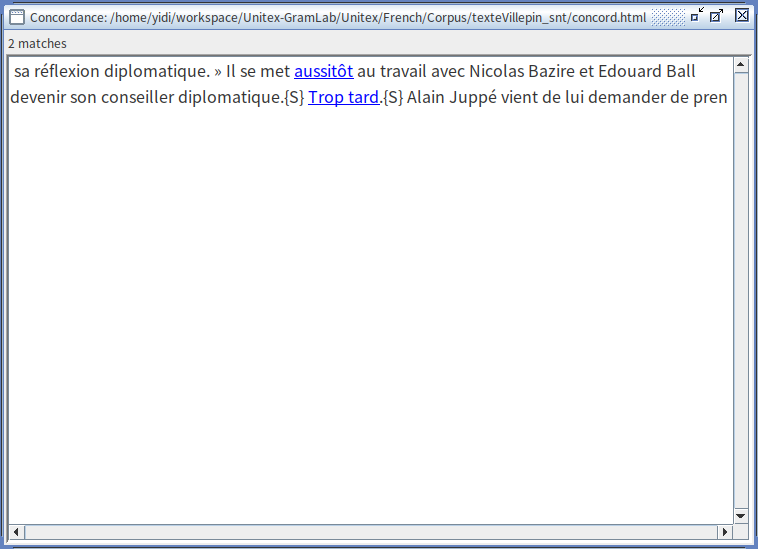 Concordance: /home/yidi/workspace/Unitex-GramLab/Unitex/French/Corpus/texteVillepin_snt/concord.html
2 matches
sa réflexion diplomatique. » Il se met aussitôt au travail avec Nicolas Bazire et Edouard Ball
devenir son conseiller diplomatique.{S} Trop tard.{S} Alain Juppé vient de lui demander de pren